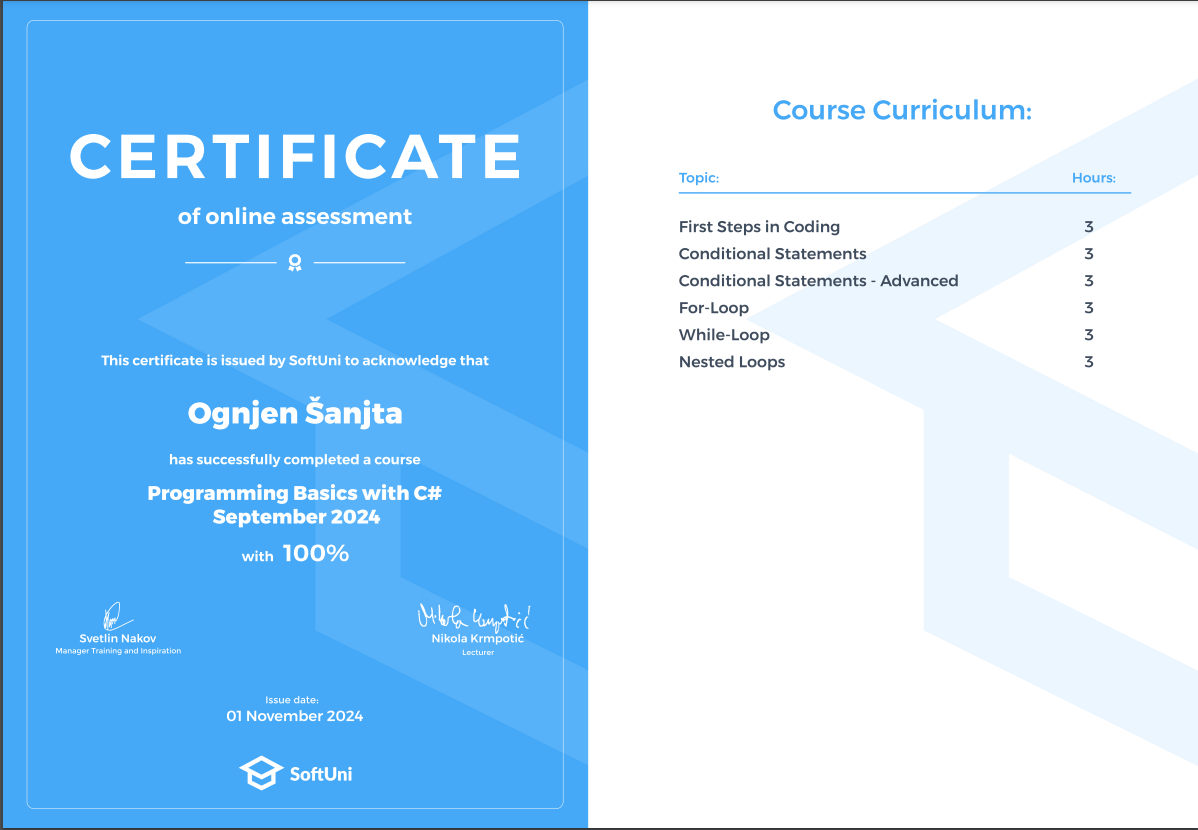 CERTIFICATE
of online assessment
This certificate is issued by SoftUni to acknowledge that
Ognjen Šanjta
has successfully completed a course
Programming Basics with C#
September 2024
with 100%
Svetlin Nakov
Manager Training and Inspiration
Nikola Krmpotić
Nikola Krmpotić
Lecturer
Issue date:
01 November 2024
SoftUni
Course Curriculum:
Topic: Hours:
First Steps in Coding 3
Conditional Statements 3
Conditional Statements - Advanced 3
For-Loop 3
While-Loop 3
Nested Loops 3